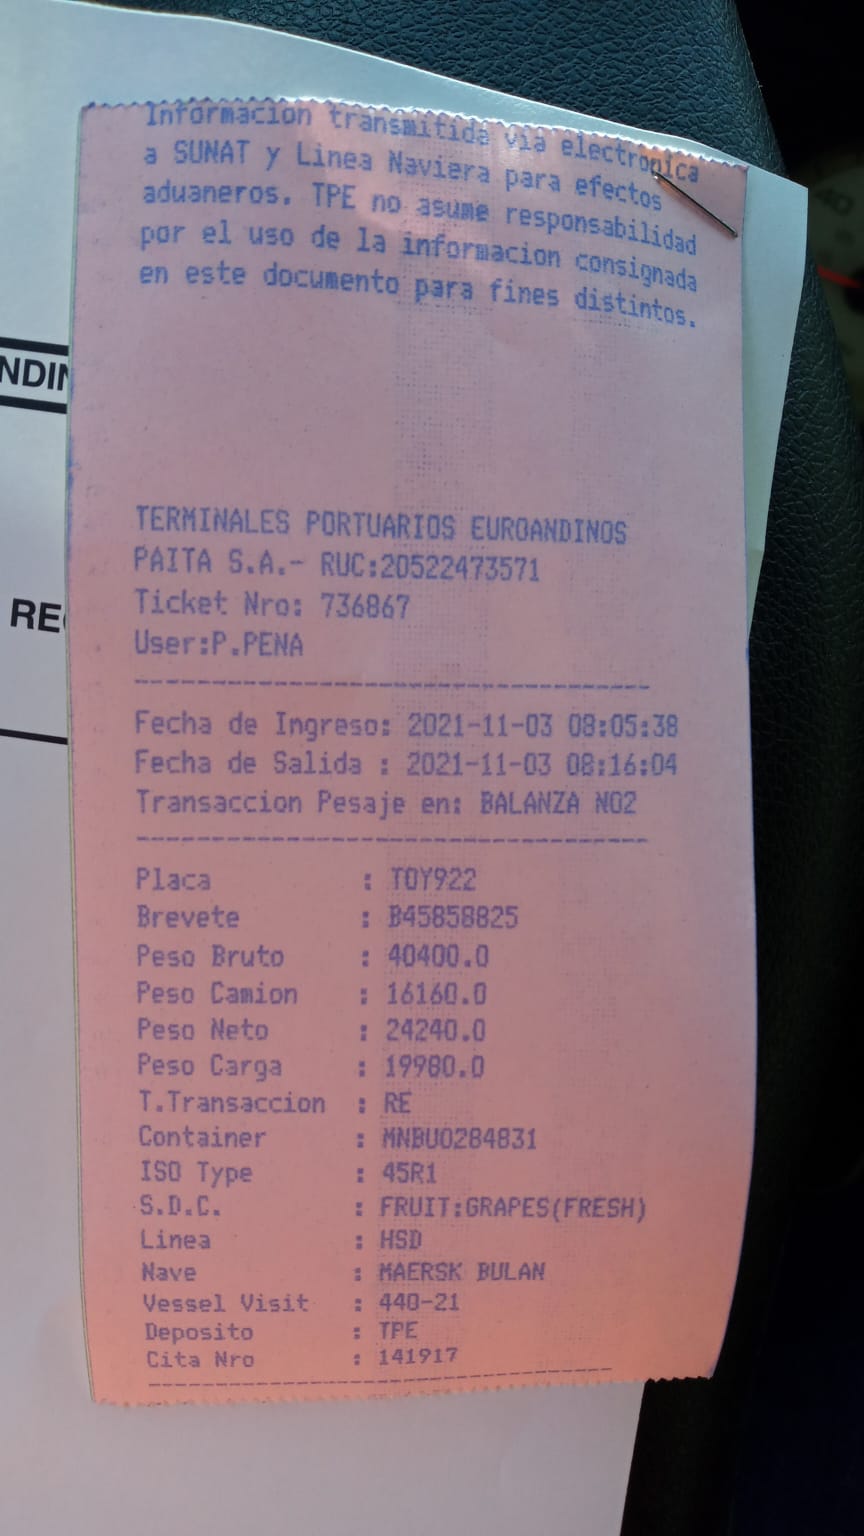 Informacion transmitida via electronica
a SUNAT y Linea Naviera para efectos
aduaneros. TPE no asume responsabilidad
por el uso de la informacion consignada
en este documento para fines distintos.
NDIN
RE
TERMINALES PORTUARIOS EUROANDINOS
PAITA S.A.- RUC:20522473571
Ticket Nro: 736867
User:P.PENA
Fecha de Ingreso: 2021-11-03 08:05:38
Fecha de Salida : 2021-11-03 08:16:04
Transaccion Pesaje en: BALANZA NO2
Placa : TOY922
Brevete : B45858825
Peso Bruto : 40400.0
Peso Camion : 16160.0
Peso Neto : 24240.0
Peso Carga : 19980.0
T.Transaccion : RE
Container : MNBU0284831
ISO Type : 45R1
S.D.C. : FRUIT:GRAPES(FRESH)
Linea : HSD
Nave : MAERSK BULAN
Vessel Visit : 440-21
Deposito : TPE
Cita Nro : 141917